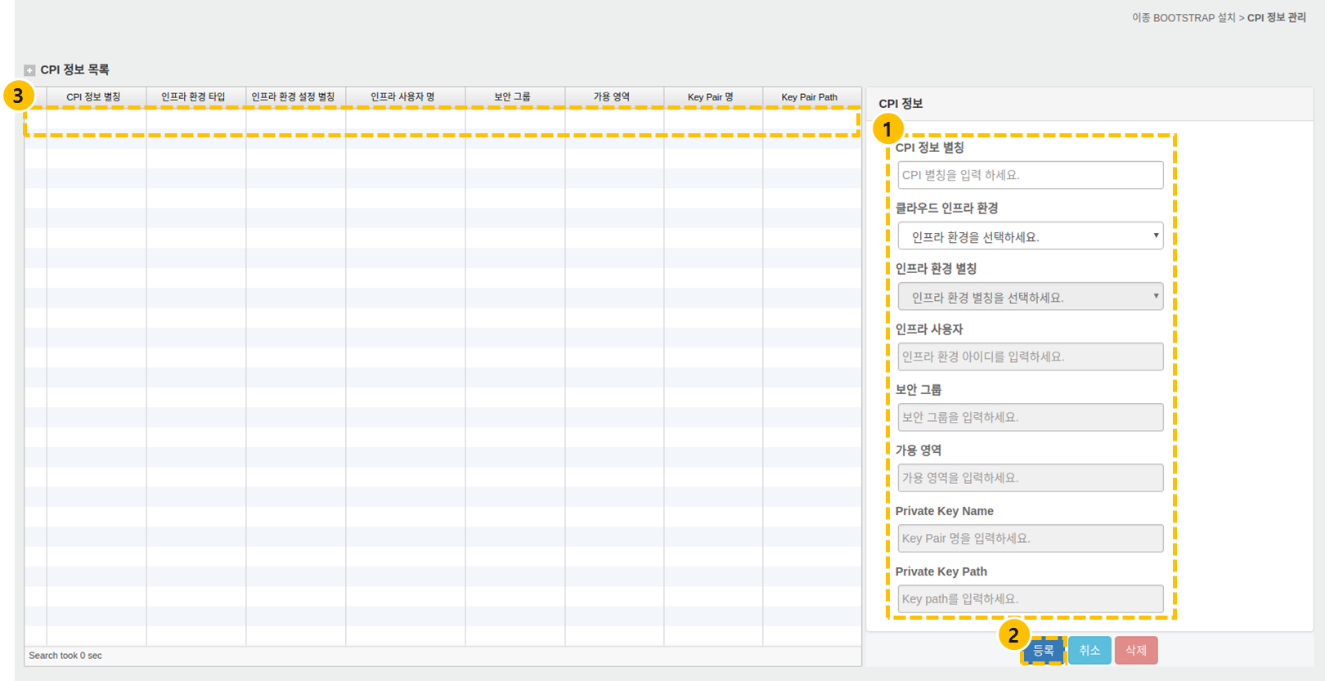 이종 BOOTSTRAP 설치 > CPI 정보 관리
CPI 정보 목록
3
CPI 정보 별칭 인프라 환경 타입 인프라 환경 설정 별칭 인프라 사용자 명 보안 그룹 가용 영역 Key Pair 명 Key Pair Path
CPI 정보
1
CPI 정보 별칭
CPI 별칭을 입력 하세요.
클라우드 인프라 환경
인프라 환경을 선택하세요.
인프라 환경 별칭
인프라 환경 별칭을 선택하세요.
인프라 사용자
인프라 환경 아이디를 입력하세요.
보안 그룹
보안 그룹을 입력하세요.
가용 영역
가용 영역을 입력하세요.
Private Key Name
Key Pair 명을 입력하세요.
Private Key Path
Key path를 입력하세요.
2
등록 취소 삭제
Search took 0 sec